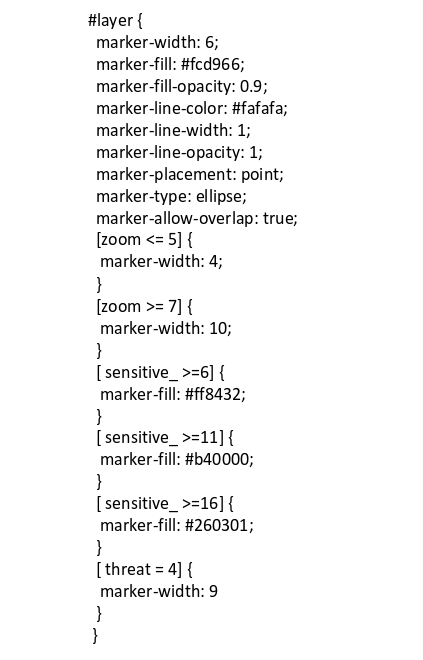 #layer {
marker-width: 6;
marker-fill: #fcd966;
marker-fill-opacity: 0.9;
marker-line-color: #fafafa;
marker-line-width: 1;
marker-line-opacity: 1;
marker-placement: point;
marker-type: ellipse;
marker-allow-overlap: true;
[zoom <= 5] {
marker-width: 4;
}
[zoom >= 7] {
marker-width: 10;
}
[ sensitive_ >=6] {
marker-fill: #ff8432;
}
[ sensitive_ >=11] {
marker-fill: #b40000;
}
[ sensitive_ >=16] {
marker-fill: #260301;
}
[ threat = 4] {
marker-width: 9
}
}